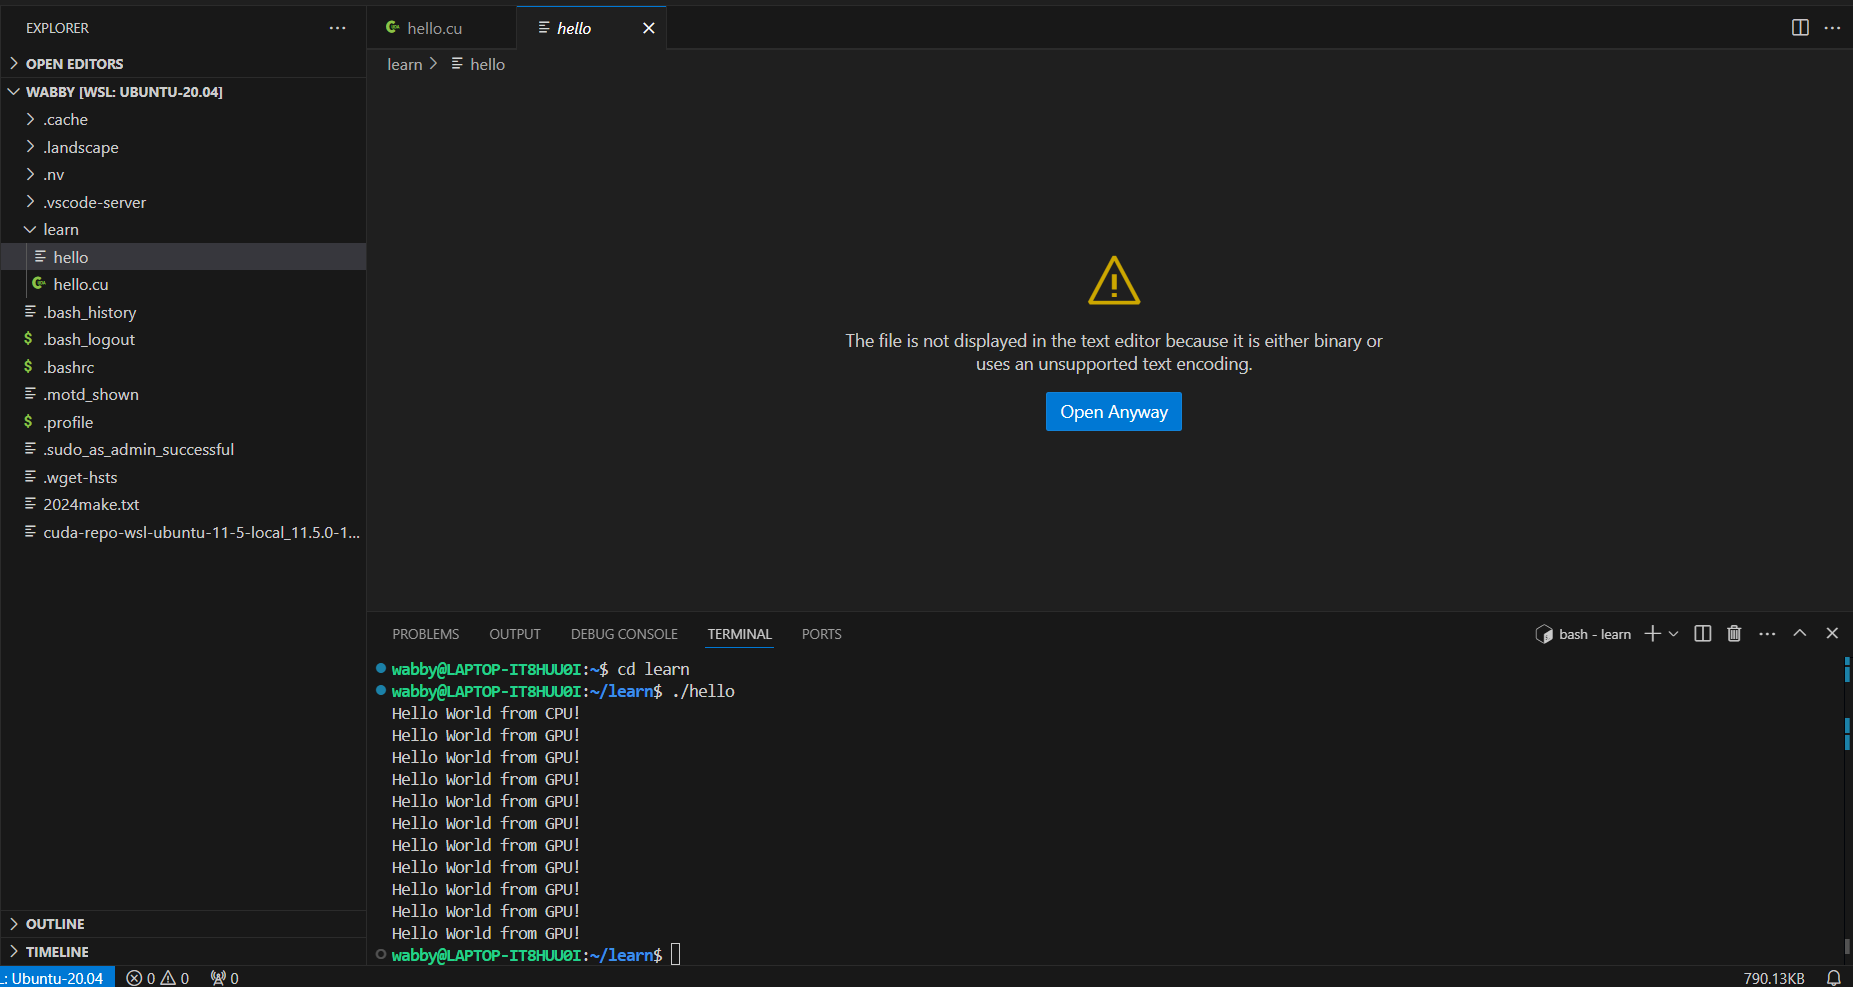 EXPLORER
OPEN EDITORS
WABBY [WSL: UBUNTU-20.04]
.cache
.landscape
.nv
.vscode-server
learn
hello
hello.cu
.bash_history
.bash_logout
.bashrc
.motd_shown
.profile
.sudo_as_admin_successful
.wget-hsts
2024make.txt
cuda-repo-wsl-ubuntu-11-5-local_11.5.0-1...
OUTLINE
TIMELINE
hello.cu
hello
learn > hello
The file is not displayed in the text editor because it is either binary or
uses an unsupported text encoding.
Open Anyway
PROBLEMS OUTPUT DEBUG CONSOLE TERMINAL PORTS
bash - learn
wabby@LAPTOP-IT8HUU0I:~$ cd learn
wabby@LAPTOP-IT8HUU0I:~/learn$ ./hello
Hello World from CPU!
Hello World from GPU!
Hello World from GPU!
Hello World from GPU!
Hello World from GPU!
Hello World from GPU!
Hello World from GPU!
Hello World from GPU!
Hello World from GPU!
Hello World from GPU!
Hello World from GPU!
wabby@LAPTOP-IT8HUU0I:~/learn$
L: Ubuntu-20.04 0 0 0 790.13KB